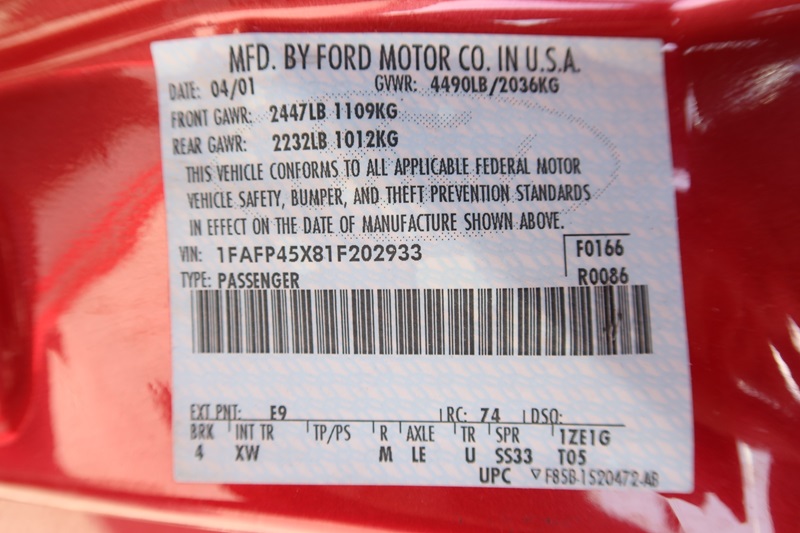 MFD. BY FORD MOTOR CO. IN U.S.A.
DATE: 04/01 GVWR: 4490LB/2036KG
FRONT GAWR: 2447LB 1109KG
REAR GAWR: 2232LB 1012KG
THIS VEHICLE CONFORMS TO ALL APPLICABLE FEDERAL MOTOR
VEHICLE SAFETY, BUMPER, AND THEFT PREVENTION STANDARDS
IN EFFECT ON THE DATE OF MANUFACTURE SHOWN ABOVE.
VIN: 1FAFP45X81F202933 F0166
TYPE: PASSENGER R0086
EXT PNT: E9 RC: 74 DSO:
BRK INT TR TP/PS R AXLE TR SPR 1ZE1G
4 XW M LE U SS33 T05
UPC F85B-1520472-AB